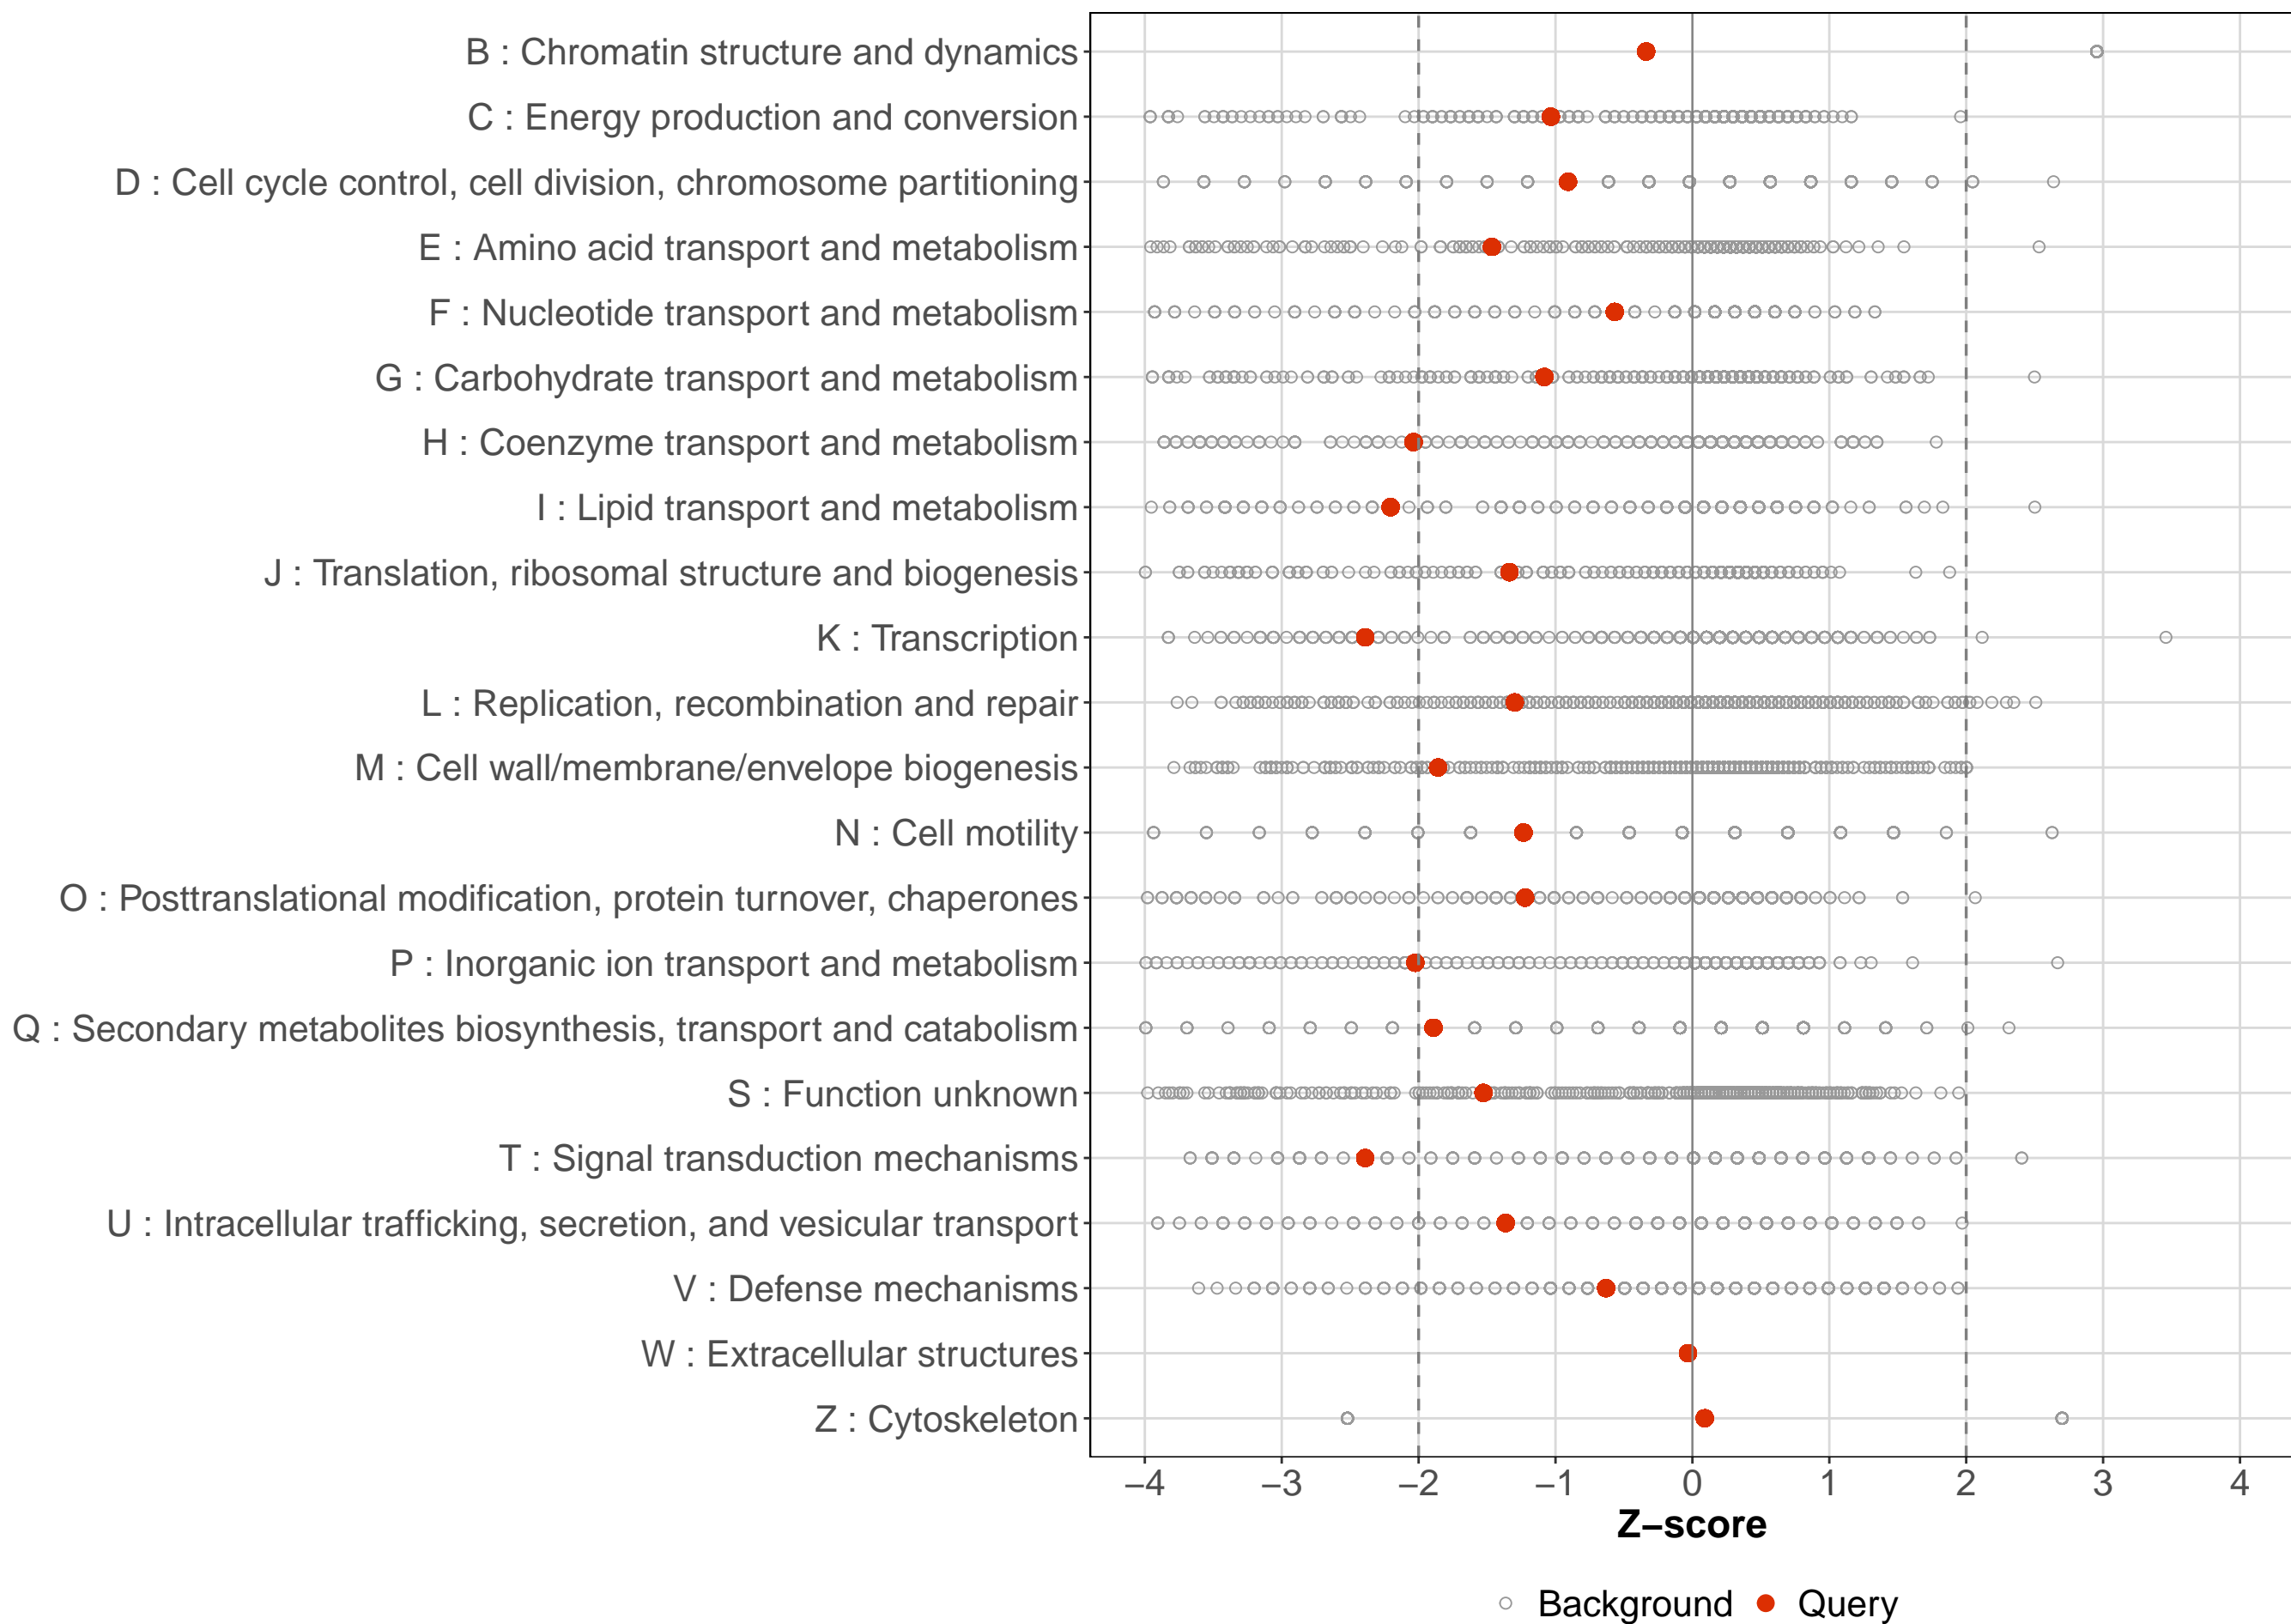 B : Chromatin structure and dynamics
C : Energy production and conversion
D : Cell cycle control, cell division, chromosome partitioning
E : Amino acid transport and metabolism
F : Nucleotide transport and metabolism
G : Carbohydrate transport and metabolism
H : Coenzyme transport and metabolism
I : Lipid transport and metabolism
J : Translation, ribosomal structure and biogenesis
K : Transcription
L : Replication, recombination and repair
M : Cell wall/membrane/envelope biogenesis
N : Cell motility
O : Posttranslational modification, protein turnover, chaperones
P : Inorganic ion transport and metabolism
Q : Secondary metabolites biosynthesis, transport and catabolism
S : Function unknown
T : Signal transduction mechanisms
U : Intracellular trafficking, secretion, and vesicular transport
V : Defense mechanisms
W : Extracellular structures
Z : Cytoskeleton
−4 −3 −2 −1 0 1 2 3 4
Z−score
Background Query